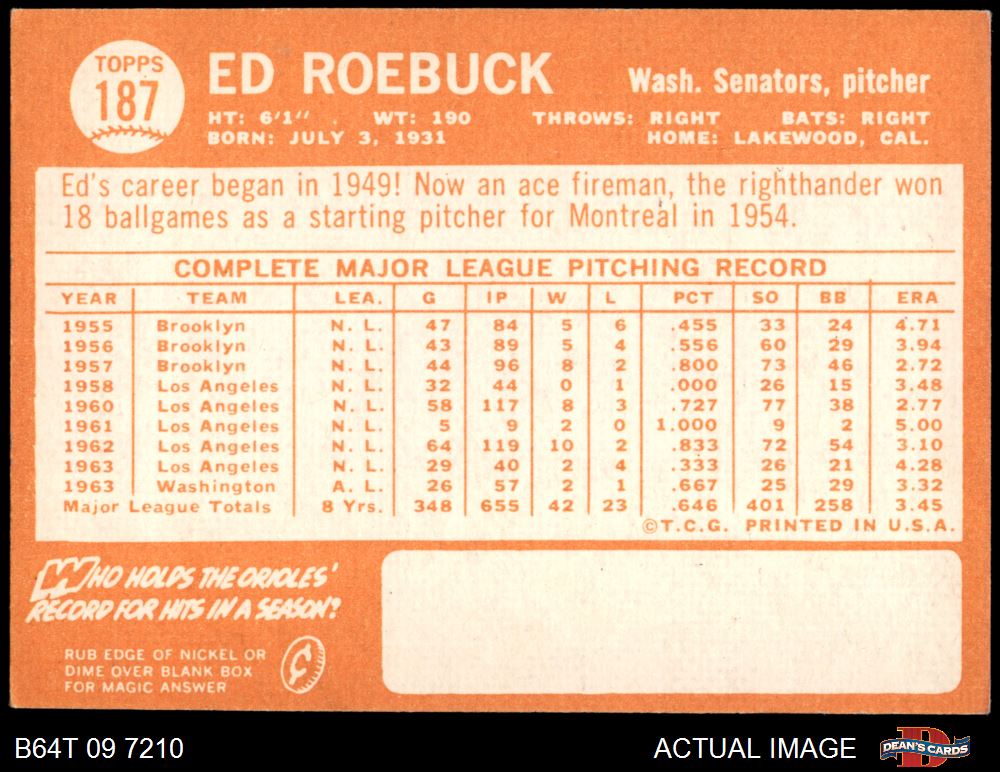 TOPPS
187
ED ROEBUCK
Wash. Senators, pitcher
HT: 6'1" . WT: 190 THROWS: RIGHT BATS: RIGHT
BORN: JULY 3, 1931 HOME: LAKEWOOD, CAL.
Ed's career began in 1949! Now an ace fireman, the righthander won
18 ballgames as a starting pitcher for Montreal in 1954.
COMPLETE MAJOR LEAGUE PITCHING RECORD
YEAR TEAM LEA. G IP W L PCT SO BB ERA
1955 Brooklyn N. L. 47 84 5 6 .455 33 24 4.71
1956 Brooklyn N. L. 43 89 5 4 .556 60 29 3.94
1957 Brooklyn N. L. 44 96 8 2 .800 73 46 2.72
1958 Los Angeles N. L. 32 44 0 1 .000 26 15 3.48
1960 Los Angeles N. L. 58 117 8 3 .727 77 38 2.77
1961 Los Angeles N. L. 5 9 2 0 1.000 9 2 5.00
1962 Los Angeles N. L. 64 119 10 2 .833 72 54 3.10
1963 Los Angeles N. L. 29 40 2 4 .333 26 21 4.28
1963 Washington A. L. 26 57 2 1 .667 25 29 3.32
Major League Totals 8 Yrs. 348 655 42 23 .646 401 258 3.45
©T.C.G. PRINTED IN U.S.A.
WHO HOLDS THE ORIOLES'
RECORD FOR HITS IN A SEASON?
RUB EDGE OF NICKEL OR
DIME OVER BLANK BOX
FOR MAGIC ANSWER
¢
B64T 09 7210
ACTUAL IMAGE
D
DEAN'S CARDS